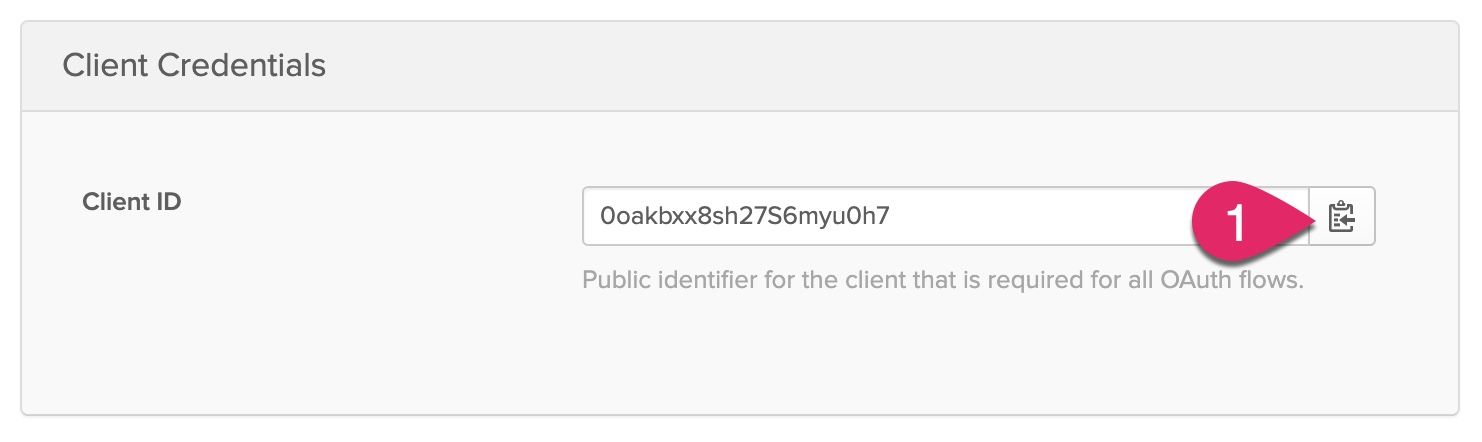 Client Credentials
Client ID
0oakbxx8sh27S6myu0h7
1
Public identifier for the client that is required for all OAuth flows.